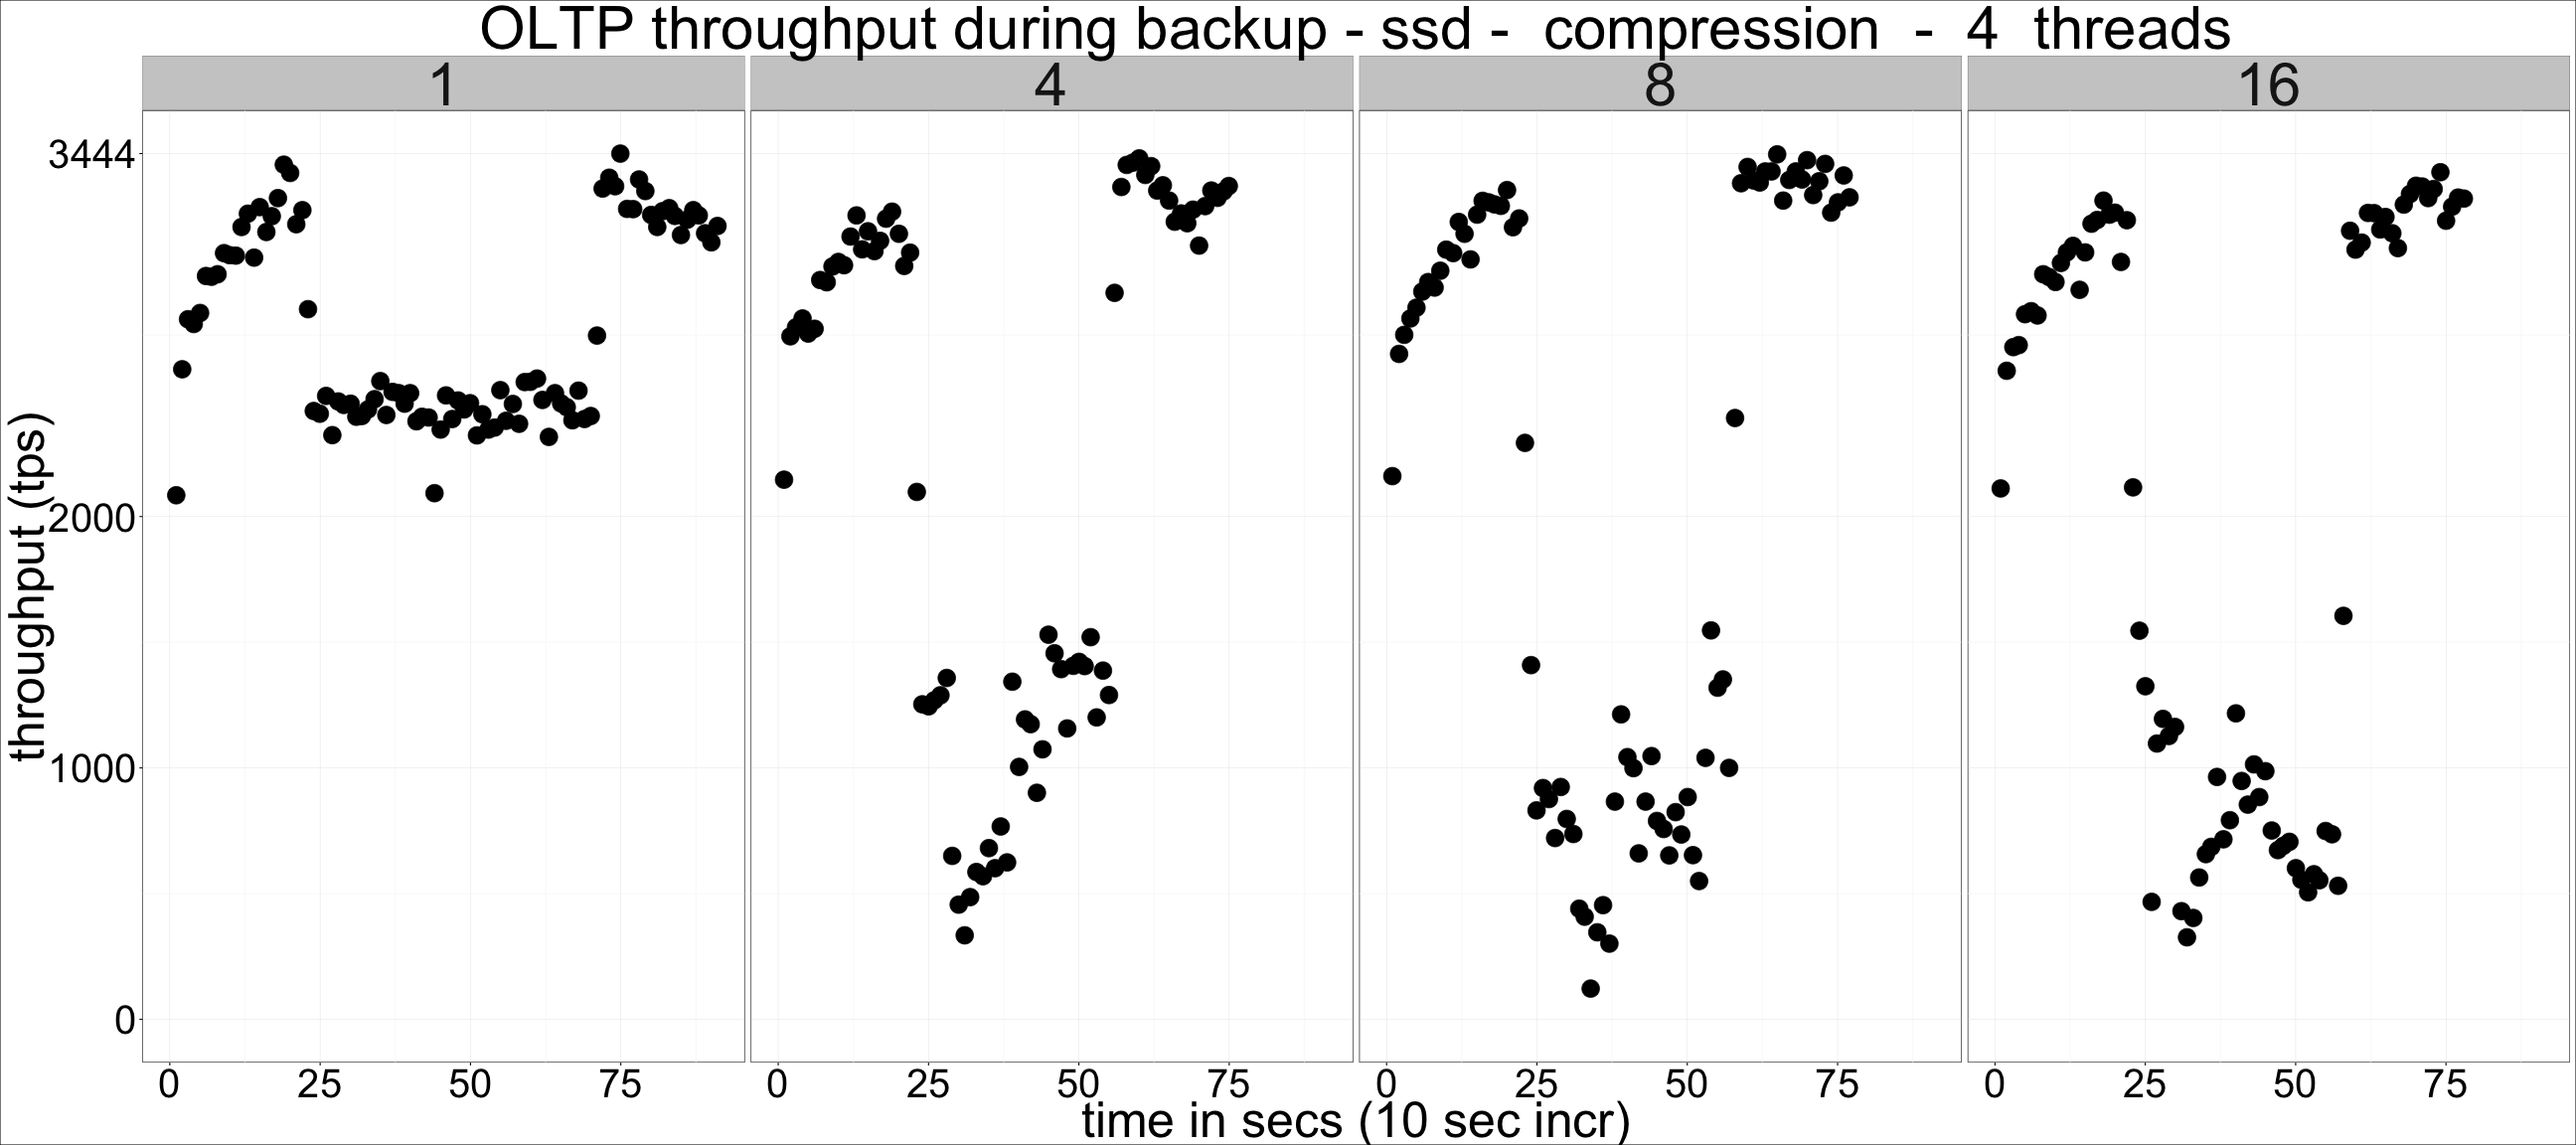 OLTP throughput during backup - ssd - compression - 4 threads
1 4 8 16
throughput (tps)
3444
2000
1000
0
0 25 50 75 0 25 50 75 0 25 50 75 0 25 50 75
time in secs (10 sec incr)